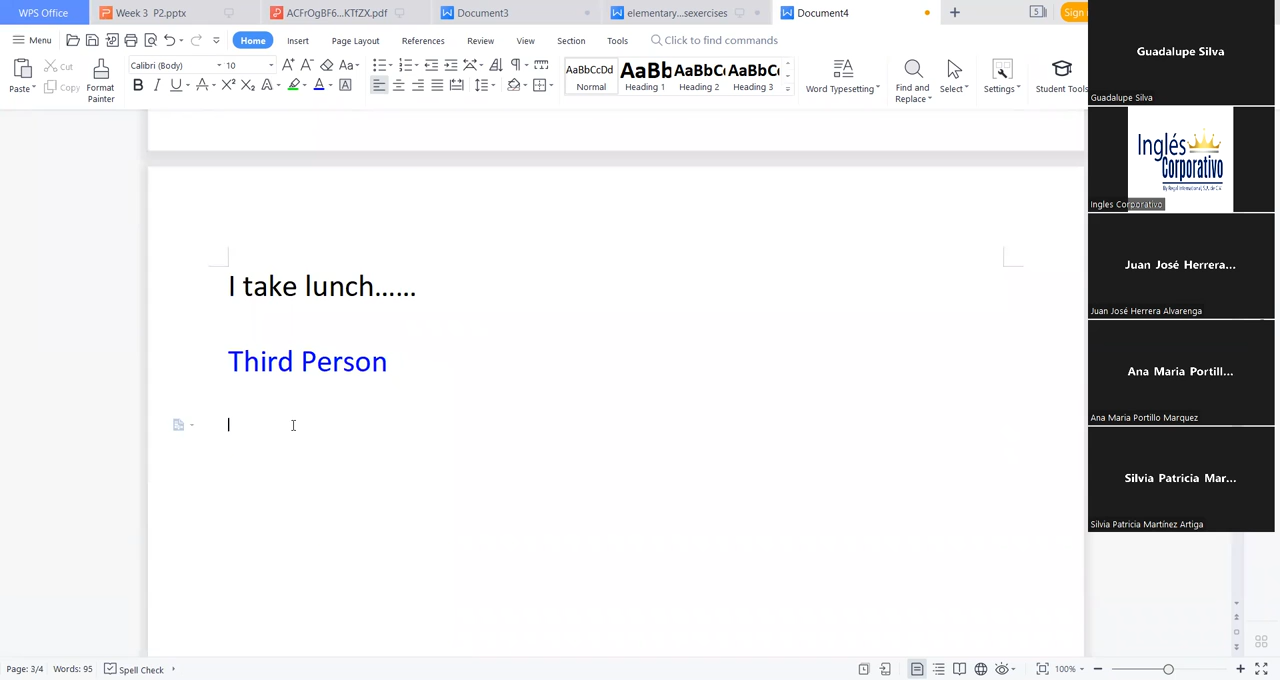 WPS Office
Week 3 P2.pptx
ACFrOgBF6...KTfZX.pdf
Document3
elementary...sexercises
Document4
Sign
Menu
Home
Insert
Page Layout
References
Review
View
Section
Tools
Click to find commands
Paste
Cut
Copy
Format Painter
Calibri (Body)
10
AaBbCcDd
Normal
AaBb
Heading 1
AaBbC
Heading 2
AaBbC
Heading 3
Word Typesetting
Find and Replace
Select
Settings
Student Tools
I take lunch......
Third Person
Guadalupe Silva
Guadalupe Silva
Inglés
Corporativo
Ingles Corporativo
Juan José Herrera...
Juan José Herrera Alvarenga
Ana Maria Portill...
Ana Maria Portillo Marquez
Silvia Patricia Mar...
Silvia Patricia Martínez Artiga
Page: 3/4
Words: 95
Spell Check
100%